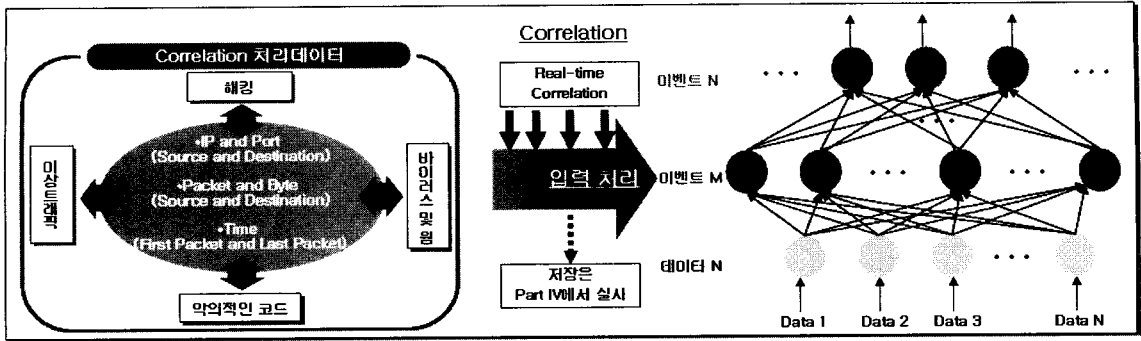 Correlation 처리데이터
해킹
이상트래픽
•IP and Port
(Source and Destination)
•Packet and Byte
(Source and Destination)
•Time
(First Packet and Last Packet)
바이러스 및 웜
악의적인 코드
Correlation
Real-time
Correlation
입력 처리
저장은
Part IV에서 실시
이벤트 N
이벤트 M
데이터 N
Data 1
Data 2
Data 3
Data N